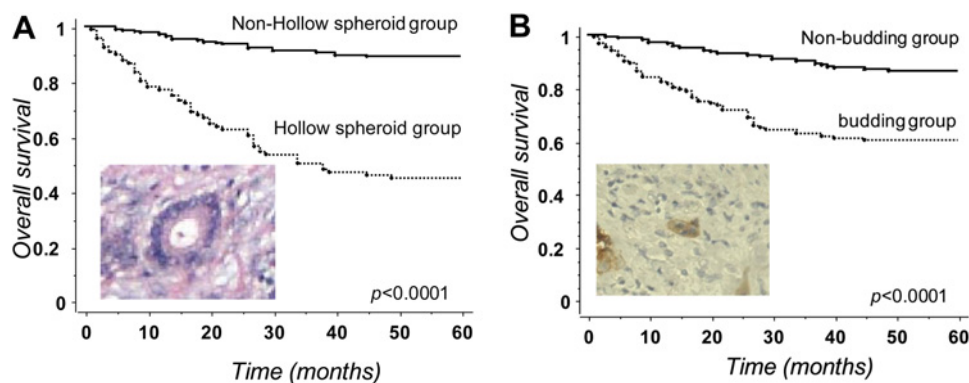 A
Non-Hollow spheroid group
Hollow spheroid group
Overall survival
1
0.8
0.6
0.4
0.2
0
p<0.0001
0 10 20 30 40 50 60
Time (months)
B
Non-budding group
budding group
Overall survival
1
0.8
0.6
0.4
0.2
0
p<0.0001
0 10 20 30 40 50 60
Time (months)